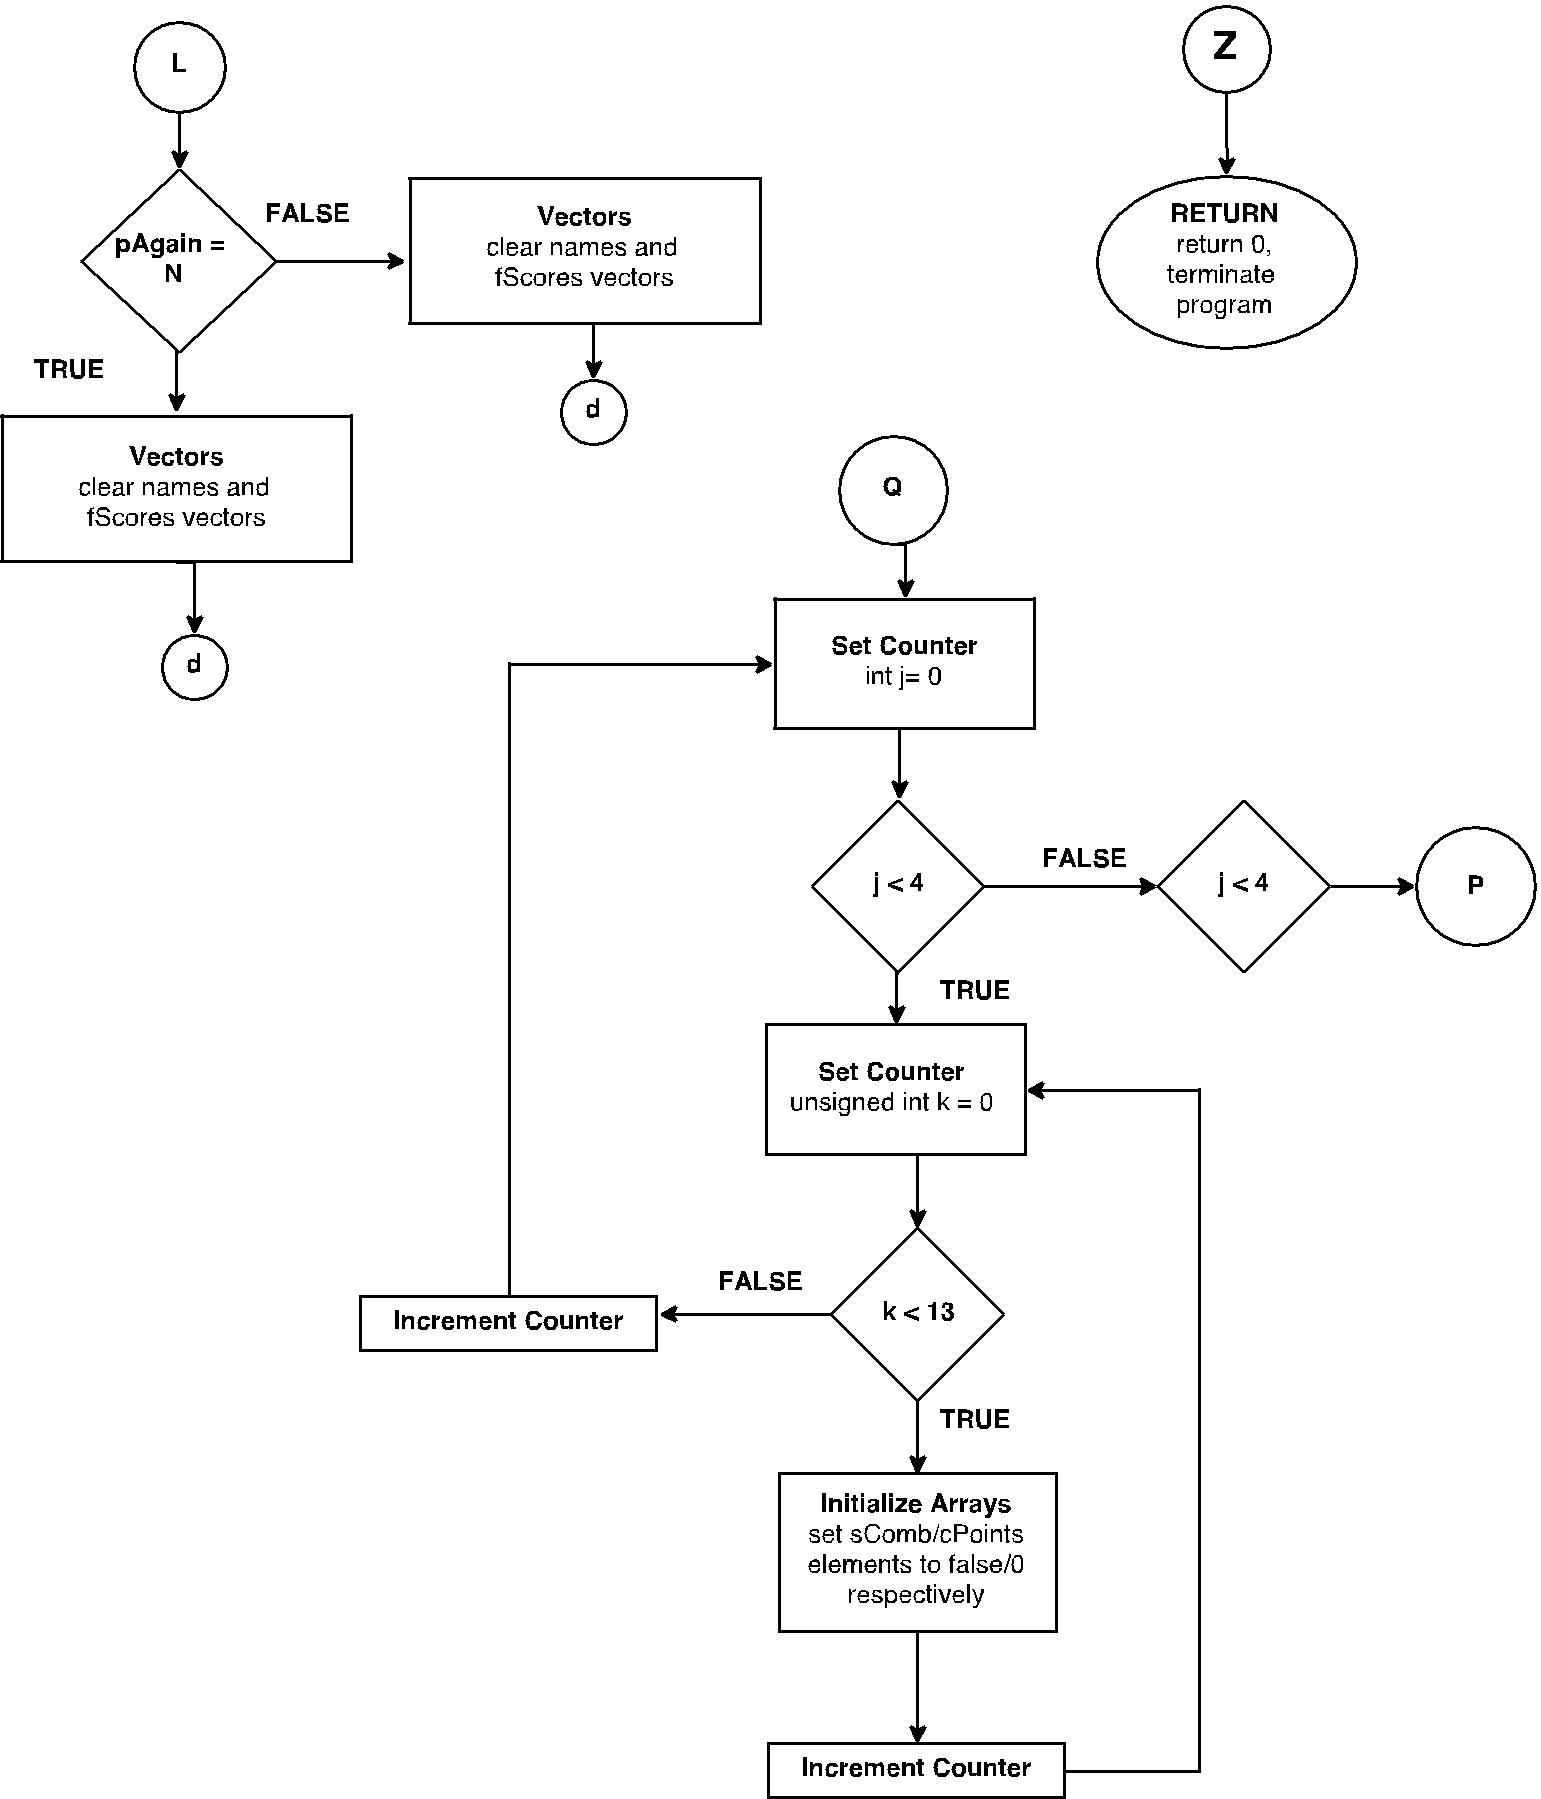 L
pAgain =
N
FALSE
TRUE
Vectors
clear names and
fScores vectors
d
Vectors
clear names and
fScores vectors
d
Z
RETURN
return 0,
terminate
program
Q
Set Counter
int j= 0
j < 4
FALSE
j < 4
P
TRUE
Set Counter
unsigned int k = 0
k < 13
FALSE
Increment Counter
TRUE
Initialize Arrays
set sComb/cPoints
elements to false/0
respectively
Increment Counter